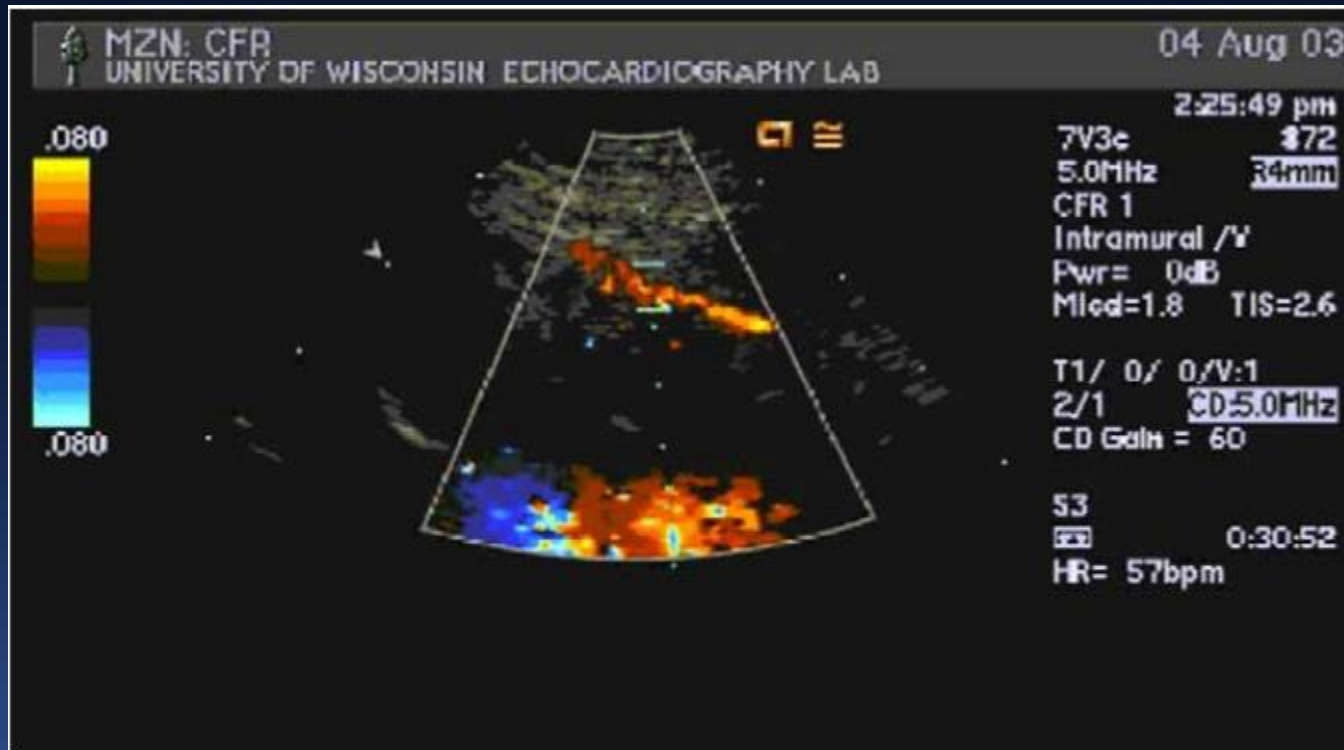 MZN: CFR
UNIVERSITY OF WISCONSIN ECHOCARDIOGRAPHY LAB
04 Aug 03
2:25:49 pm
7V3c
5.0MHz R4mm
CFR 1
Intramural /V
Pwr= 0dB
MIcd=1.8 TIS=2.6
T1/ 0/ 0/V:1
2/1 CD:5.0MHz
CD Gain = 60
S3
0:30:52
HR= 57bpm
.080
.080